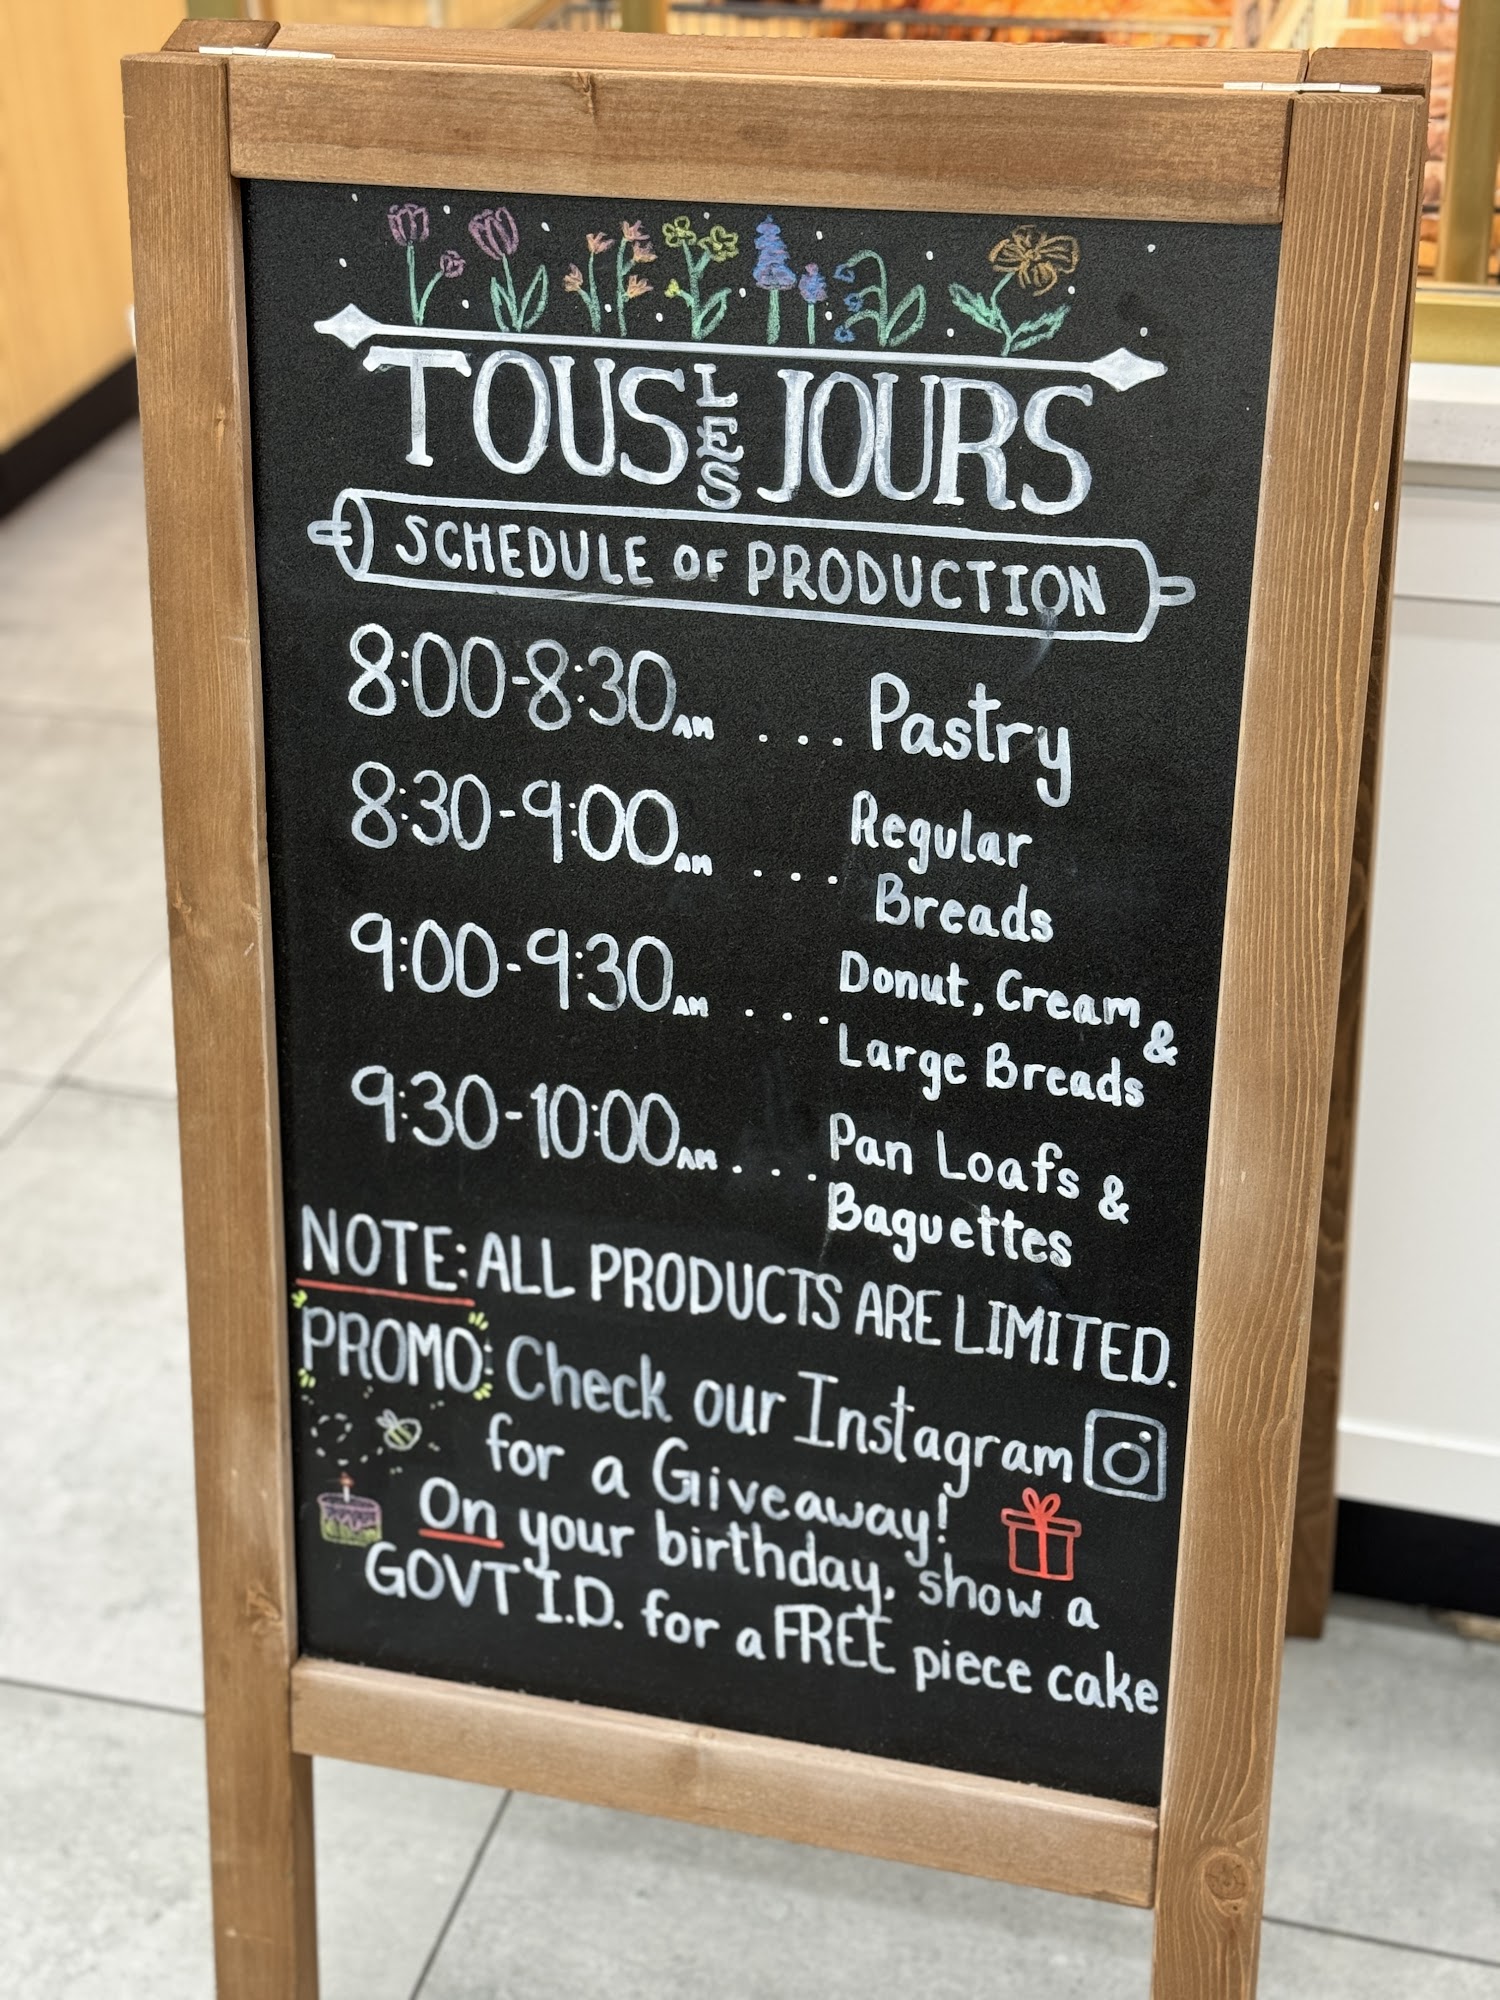 TOUS LES JOURS
SCHEDULE OF PRODUCTION
8:00-8:30AM ... Pastry
8:30-9:00AM .... Regular
Breads
9:00-9:30AM .... Donut, Cream &
Large Breads
9:30-10:00AM.... Pan Loafs &
Baguettes
NOTE: ALL PRODUCTS ARE LIMITED.
PROMO: Check our Instagram
for a Giveaway!
On your birthday, show a
GOVT I.D. for a FREE piece cake